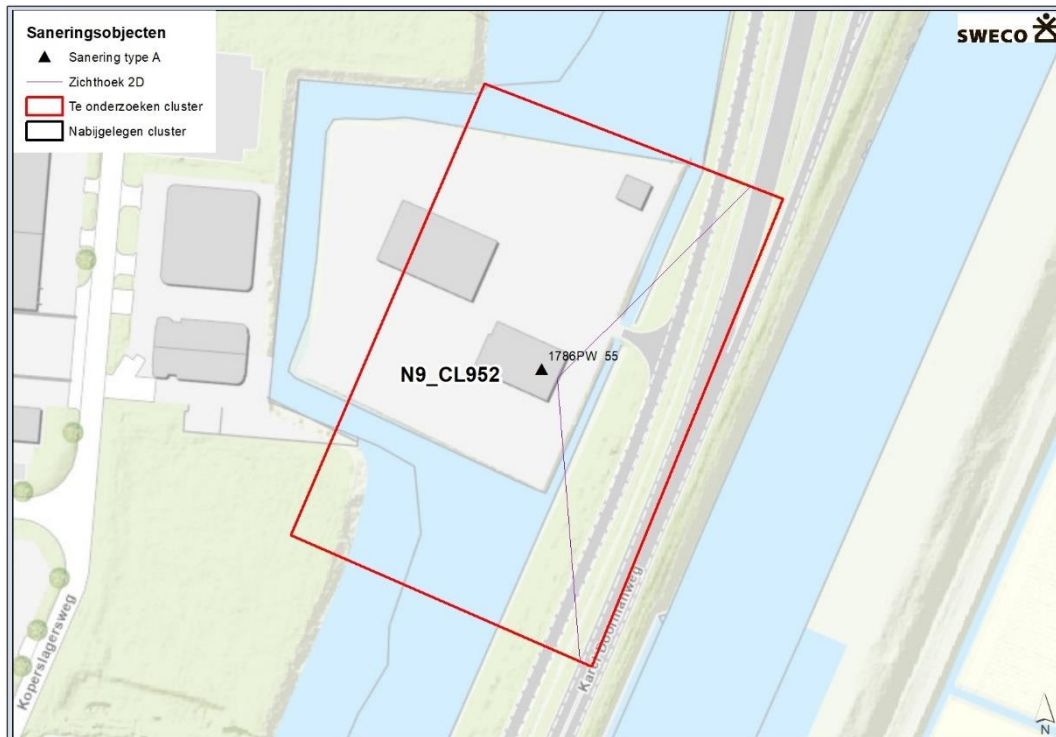 Saneringsobjecten
Sanering type A
Zichthoek 2D
Te onderzoeken cluster
Nabijgelegen cluster
SWECO
1786PW 55
N9_CL952
Koperslagersweg
Karel Doormanweg
N